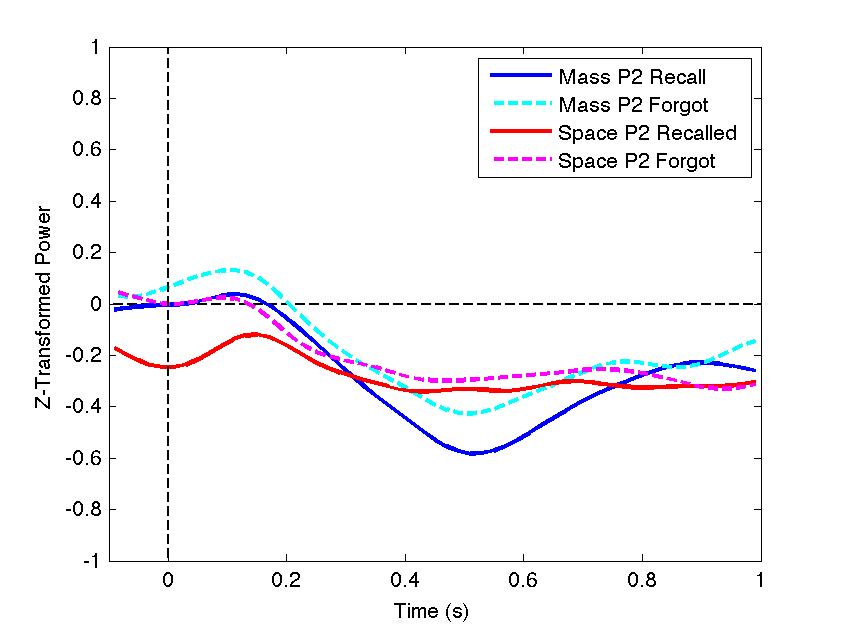 1
0.8
0.6
0.4
0.2
0
-0.2
-0.4
-0.6
-0.8
-1
Z-Transformed Power
Mass P2 Recall
Mass P2 Forgot
Space P2 Recalled
Space P2 Forgot
0 0.2 0.4 0.6 0.8 1
Time (s)